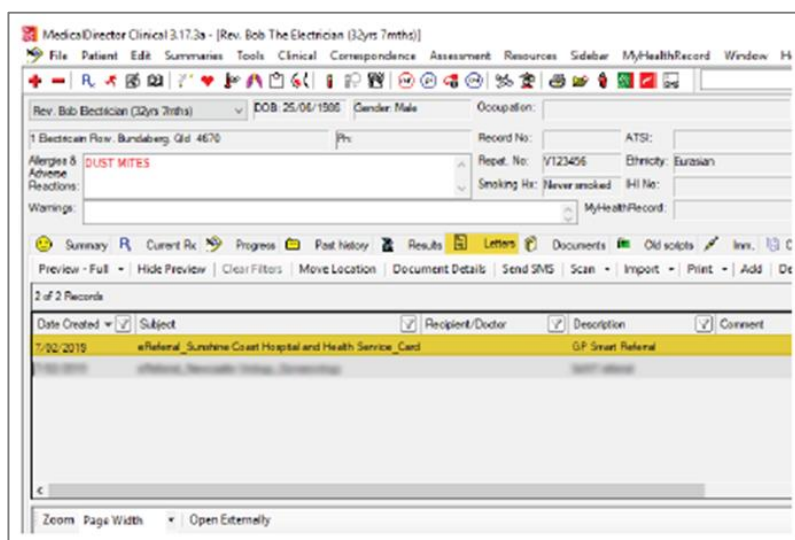 MedicalDirector Clinical 3.17.3a - [Rev. Bob The Electrician (32yrs 7mths)]
File Patient Edit Summaries Tools Clinical Correspondence Assessment Resources Sidebar MyHealthRecord Window
Rev. Bob Electrician (32yrs 7mths) DOB: 25/06/1986 Gender: Male Occupation:
1 Electricain Row. Bundaberg. Qld 4670 Ph: Record No: ATSI:
Allergies & Adverse Reactions: DUST MITES Repat. No: V123456 Ethnicity: Eurasian
Smoking Hx: Never smoked IHI No:
Warnings: MyHealthRecord:
Summary Current Rx Progress Past history Results Letters Documents Old scripts Imm.
Preview - Full Hide Preview Clear Filters Move Location Document Details Send SMS Scan Import Print Add
2 of 2 Records
Date Created Subject Recipient/Doctor Description Comment
7/02/2019 eReferral_Sunshine Coast Hospital and Health Service_Card GP Smart Referral
Zoom Page Width Open Externally